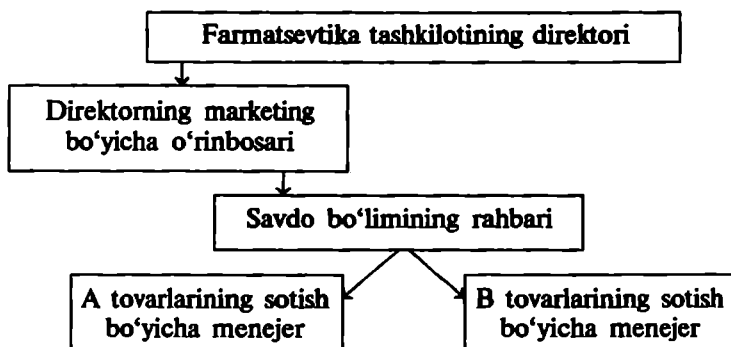 Farmatsevtika tashkilotining direktori
Direktorning marketing
bo‘yicha o‘rinbosari
Savdo bo‘limining rahbari
A tovarlarining sotish
bo‘yicha menejer
B tovarlarining sotish
bo‘yicha menejer